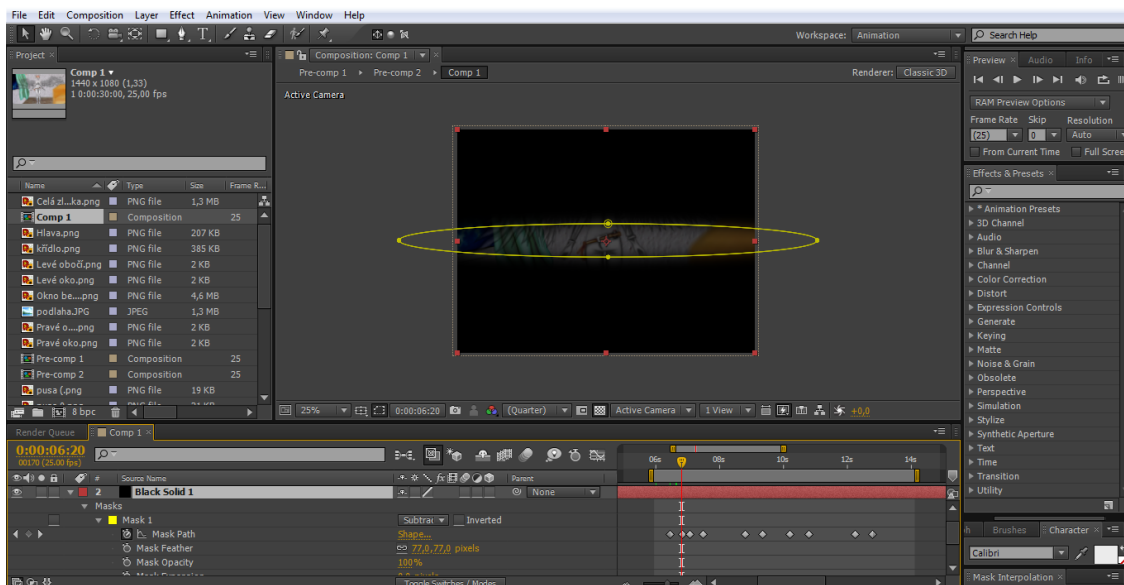 File Edit Composition Layer Effect Animation View Window Help
Workspace: Animation
Search Help
Project
Comp 1
1440 x 1080 (1,33)
Δ 0:00:30:00, 25,00 fps
Name Type Size Frame R...
Celá zl...ka.png PNG file 1,3 MB
Comp 1 Composition 25
Hlava.png PNG file 207 KB
křídlo.png PNG file 385 KB
Levé obočí.png PNG file 2 KB
Levé oko.png PNG file 2 KB
Okno be....png PNG file 4,6 MB
podlaha.JPG JPEG 1,3 MB
Pravé o....png PNG file 2 KB
Pravé oko.png PNG file 2 KB
Pre-comp 1 Composition 25
Pre-comp 2 Composition 25
pusa (.png PNG file 19 KB
8 bpc
Composition: Comp 1
Pre-comp 1 Pre-comp 2 Comp 1
Renderer: Classic 3D
Active Camera
25% 0:00:06:20 (Quarter) Active Camera 1 View +0,0
Preview Audio Info
RAM Preview Options
Frame Rate Skip Resolution
(25) 0 Auto
From Current Time Full Scree
Effects & Presets
* Animation Presets
3D Channel
Audio
Blur & Sharpen
Channel
Color Correction
Distort
Expression Controls
Generate
Keying
Matte
Noise & Grain
Obsolete
Perspective
Simulation
Stylize
Synthetic Aperture
Text
Time
Transition
Utility
Brushes Character
Calibri
Mask Interpolation
Render Queue Comp 1
0:00:06:20
00170 (25.00 fps)
06s 08s 10s 12s 14s
# Source Name Parent
2 Black Solid 1 None
Masks
Mask 1 Subtrac Inverted
Mask Path Shape...
Mask Feather 77,0,77,0 pixels
Mask Opacity 100%
Toggle Switches / Modes